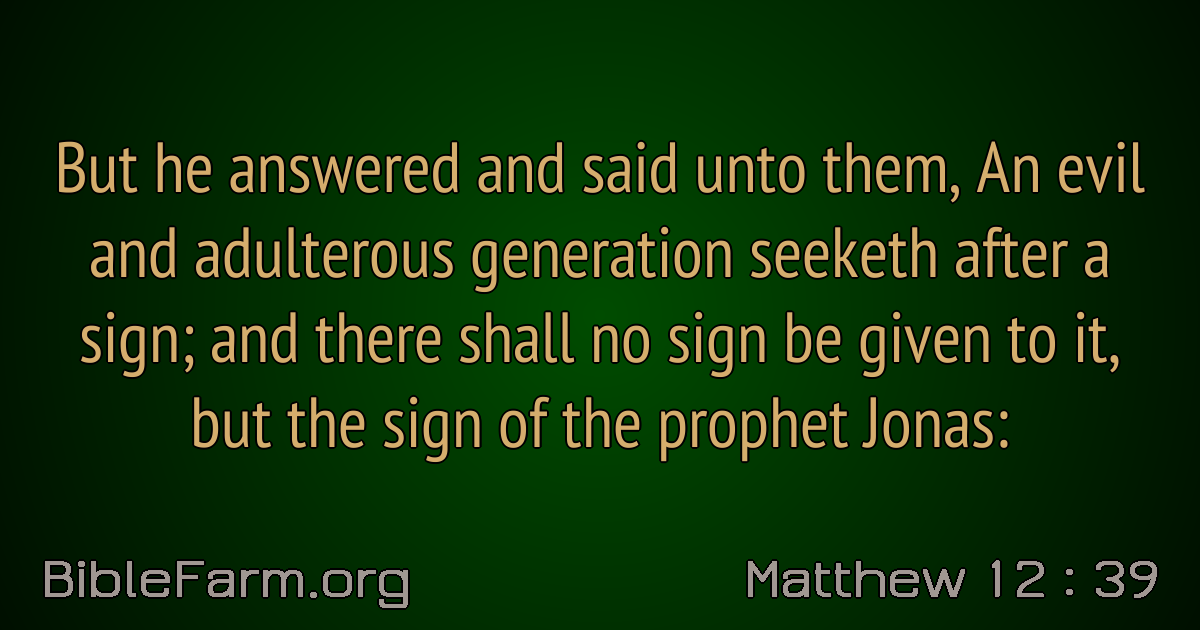 But he answered and said unto them, An evil
and adulterous generation seeketh after a
sign; and there shall no sign be given to it,
but the sign of the prophet Jonas:
BibleFarm.org
Matthew 12 : 39